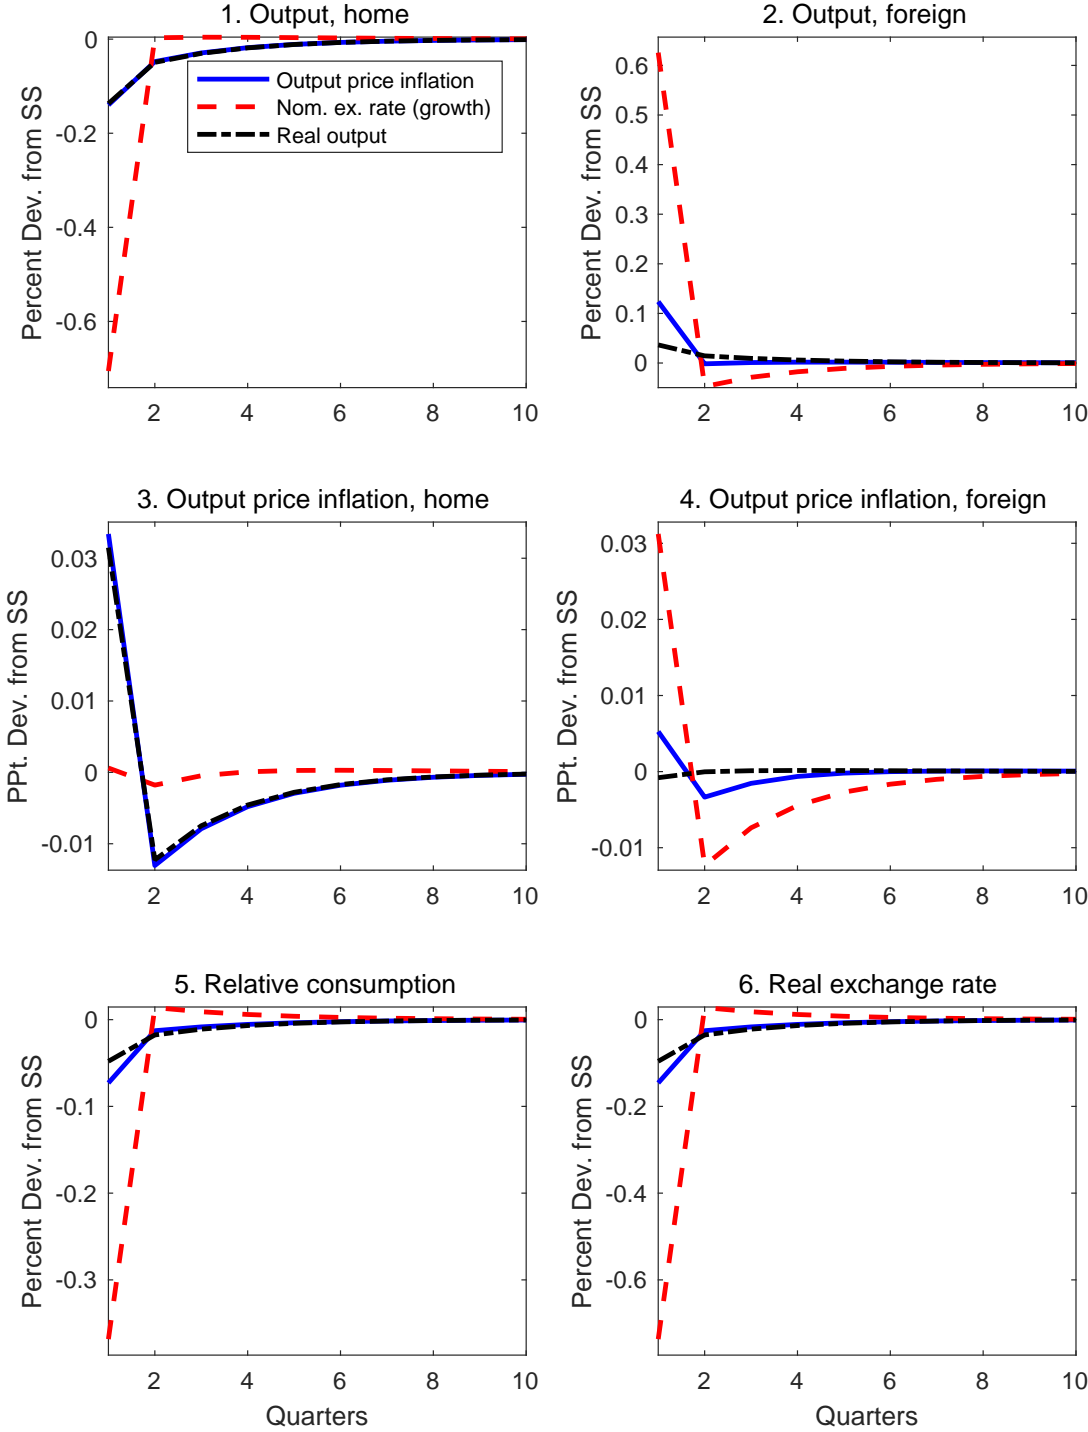 1. Output, home
Percent Dev. from SS
0
-0.2
-0.4
-0.6
Output price inflation
Nom. ex. rate (growth)
Real output
2 4 6 8 10
2. Output, foreign
Percent Dev. from SS
0.6
0.5
0.4
0.3
0.2
0.1
0
2 4 6 8 10
3. Output price inflation, home
PPt. Dev. from SS
0.03
0.02
0.01
0
-0.01
2 4 6 8 10
4. Output price inflation, foreign
PPt. Dev. from SS
0.03
0.02
0.01
0
-0.01
2 4 6 8 10
5. Relative consumption
Percent Dev. from SS
0
-0.1
-0.2
-0.3
2 4 6 8 10
Quarters
6. Real exchange rate
Percent Dev. from SS
0
-0.2
-0.4
-0.6
2 4 6 8 10
Quarters